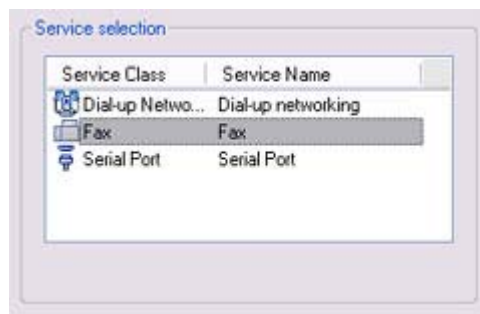 Service selection
Service Class Service Name
Dial-up Netwo... Dial-up networking
Fax Fax
Serial Port Serial Port